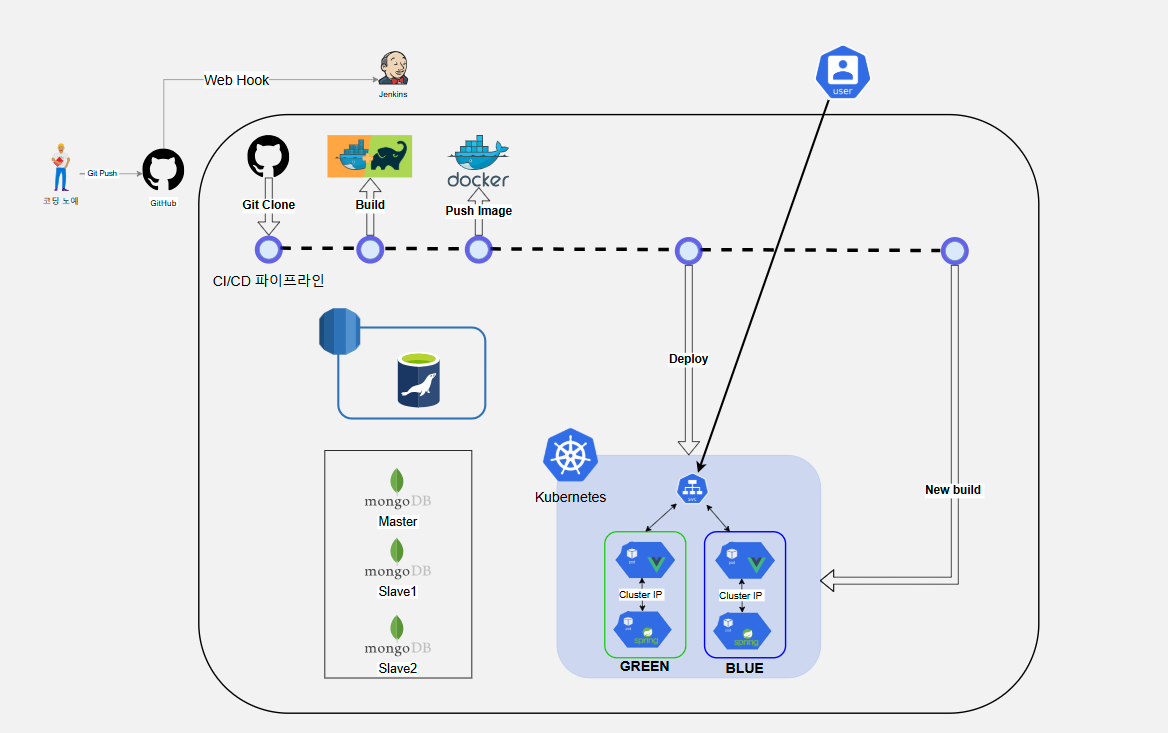 Web Hook
Jenkins
user
Git Push
코딩 노예
GitHub
docker
Git Clone
Build
Push Image
CI/CD 파이프라인
Deploy
Kubernetes
New build
svc
mongoDB
Master
mongoDB
Slave1
mongoDB
Slave2
pod
pod
Cluster IP
Cluster IP
pod
spring
pod
spring
GREEN
BLUE